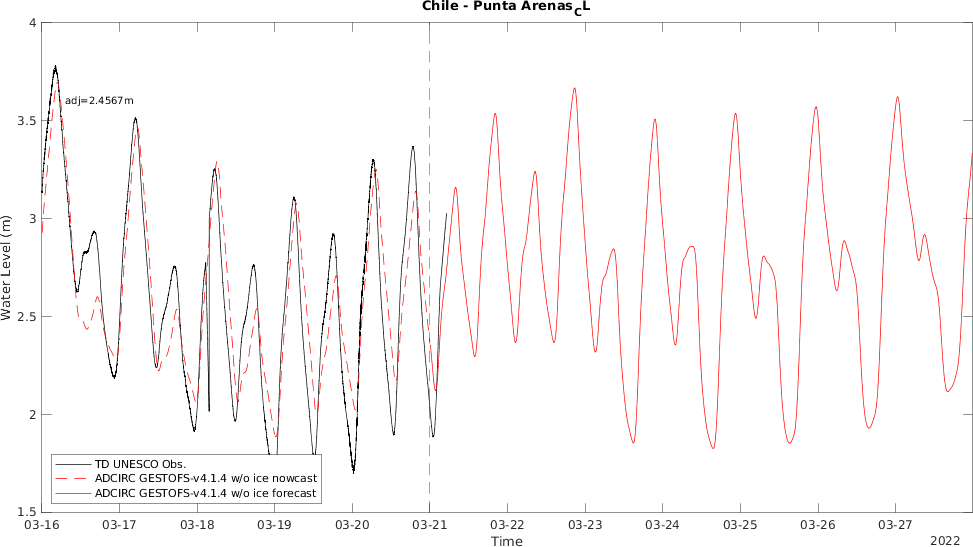 Chile - Punta Arenas_CL
4
3.5
3
2.5
2
1.5
Water Level (m)
adj=2.4567m
TD UNESCO Obs.
ADCIRC GESTOFS-v4.1.4 w/o ice nowcast
ADCIRC GESTOFS-v4.1.4 w/o ice forecast
03-16 03-17 03-18 03-19 03-20 03-21 03-22 03-23 03-24 03-25 03-26 03-27
Time
2022